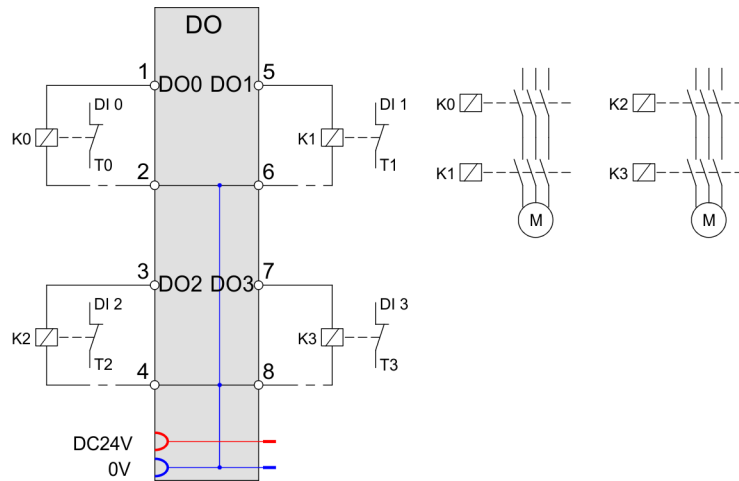 DO
1 DO0 DO1 5
DI 0
DI 1
K0
K1
T0
T1
2 6
3 DO2 DO3 7
DI 2
DI 3
K2
K3
T2
T3
4 8
DC24V
0V
K0
K2
K1
K3
M
M